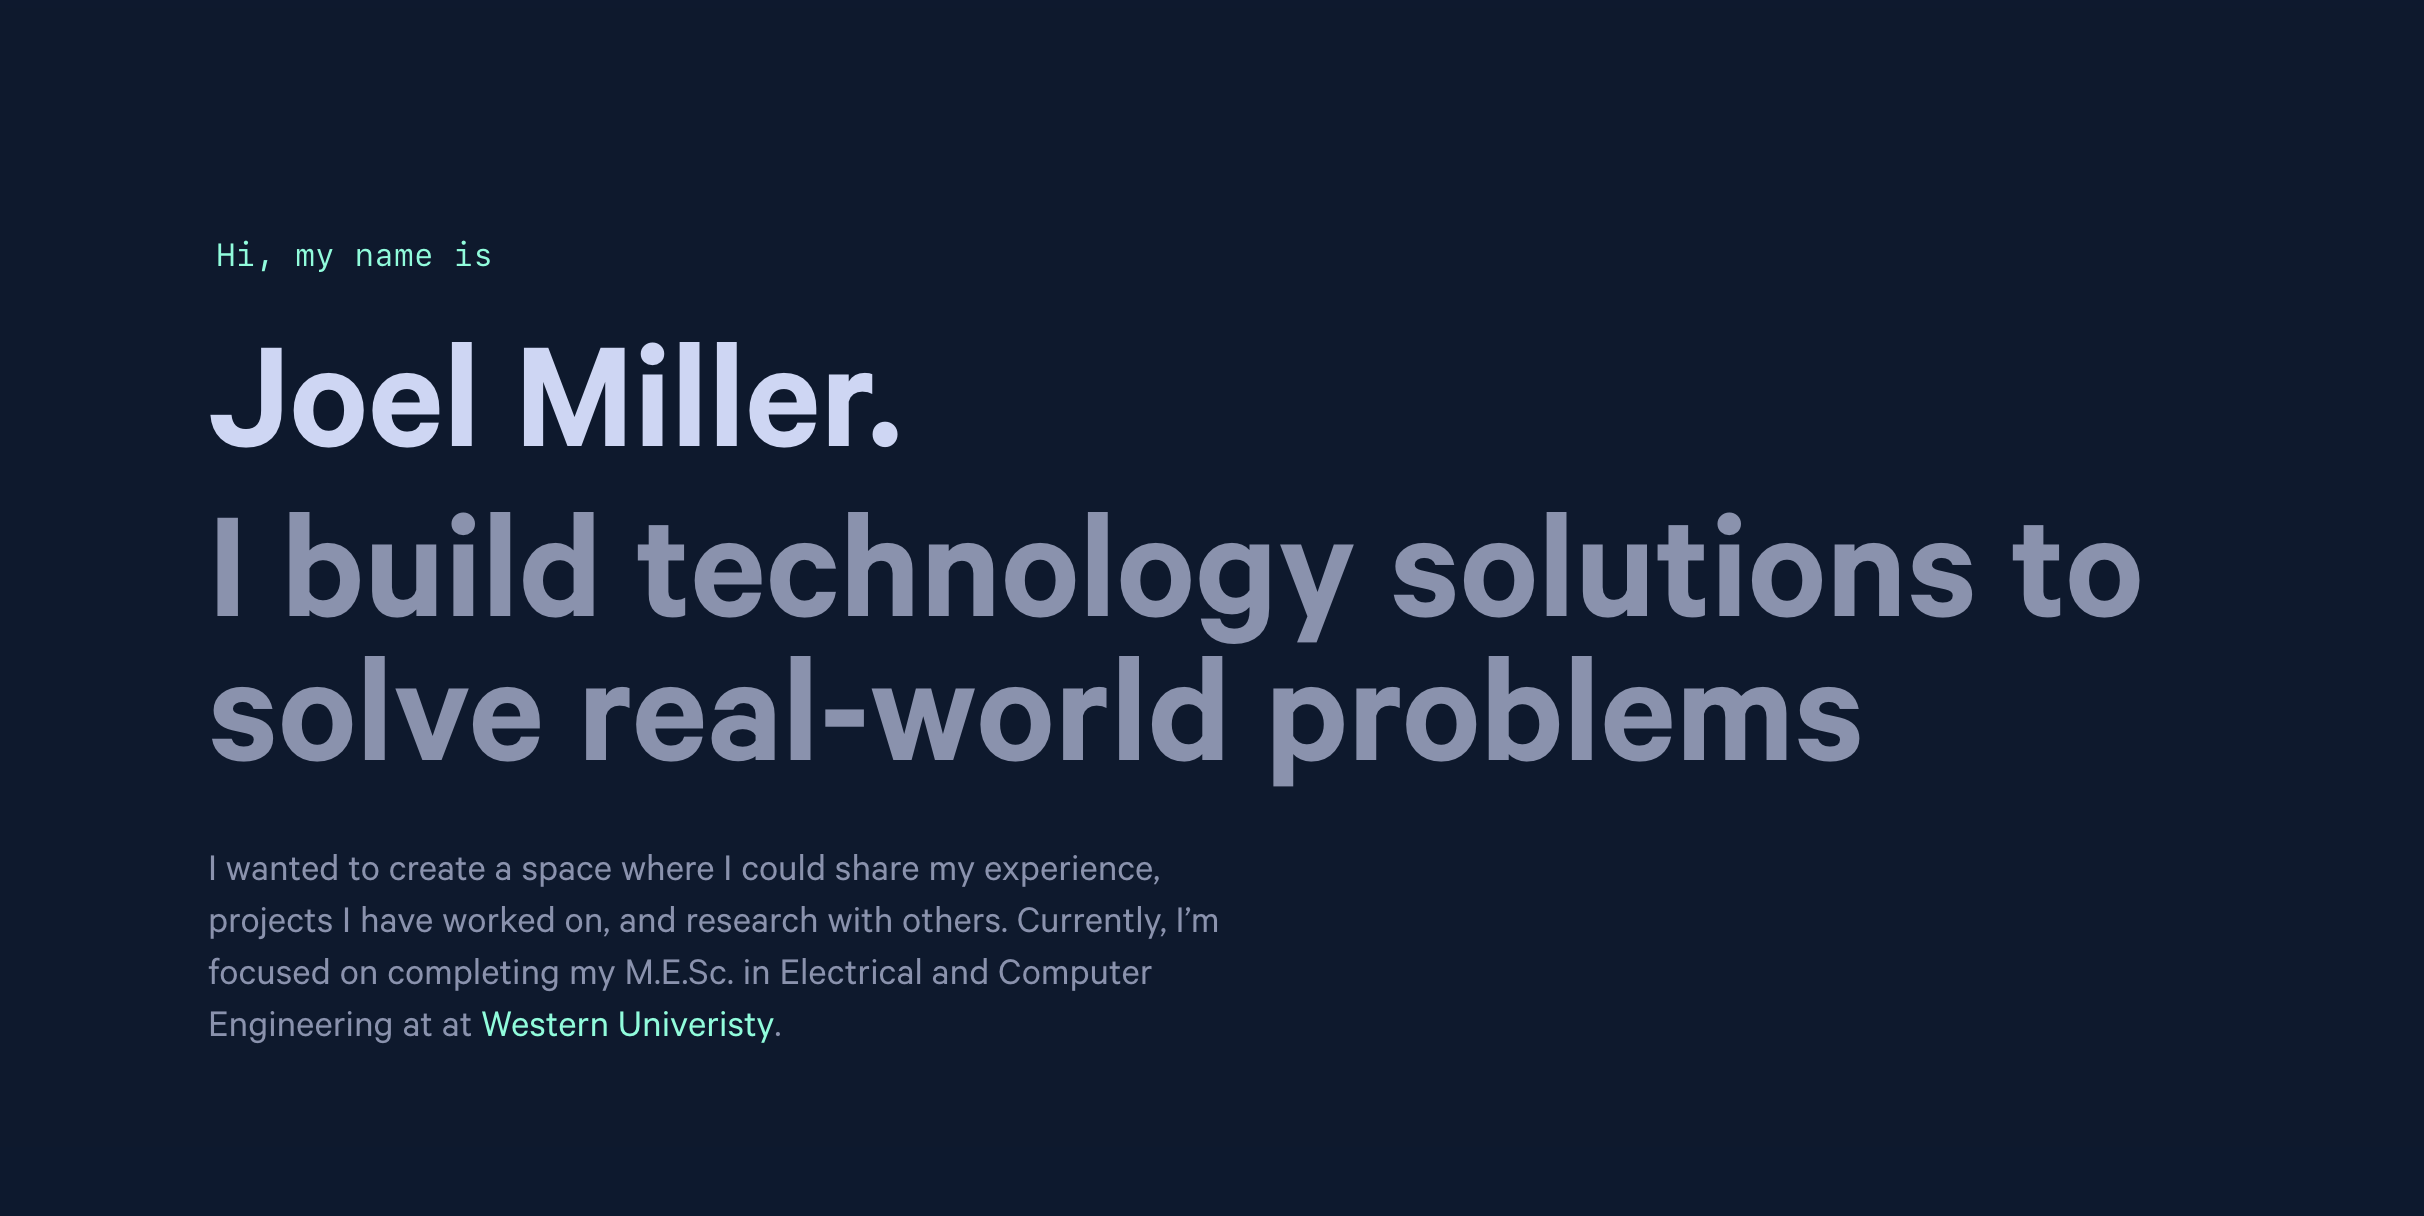 Hi, my name is
Joel Miller.
I build technology solutions to
solve real-world problems
I wanted to create a space where I could share my experience,
projects I have worked on, and research with others. Currently, I’m
focused on completing my M.E.Sc. in Electrical and Computer
Engineering at at Western Univeristy.